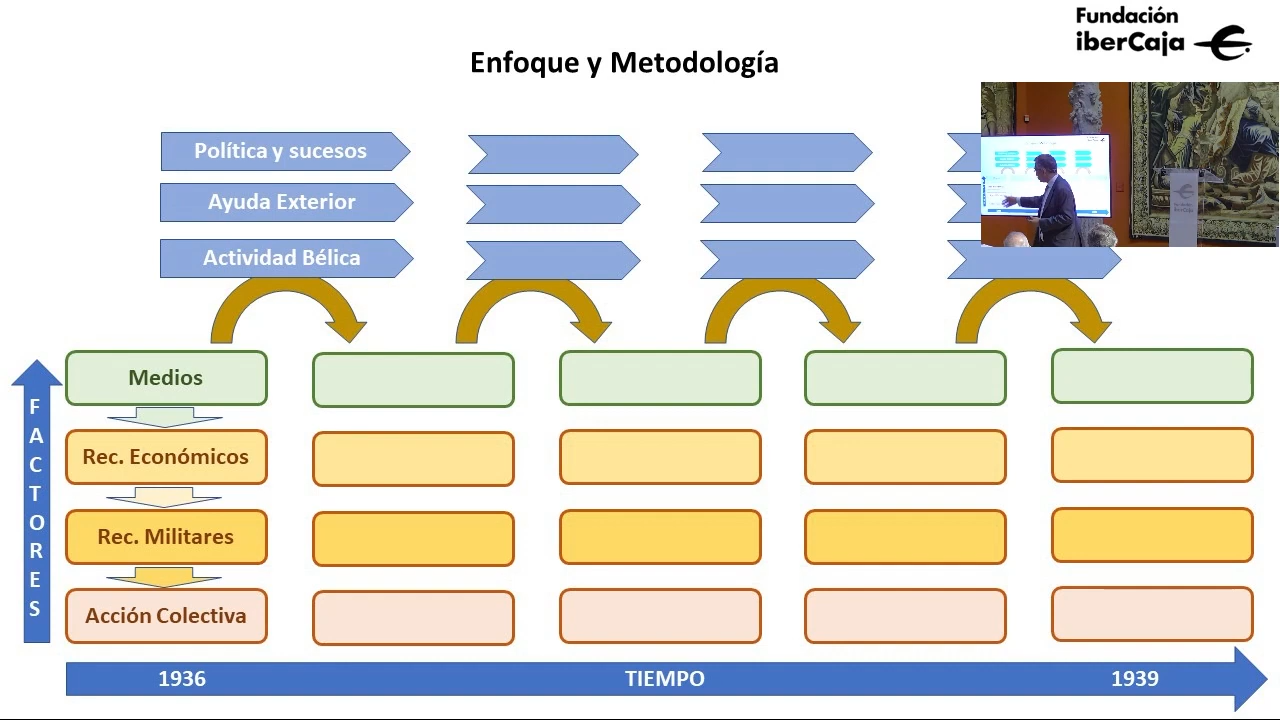 Fundación
iberCaja
Enfoque y Metodología
Política y sucesos
Ayuda Exterior
Actividad Bélica
FACTORES
Medios
Rec. Económicos
Rec. Militares
Acción Colectiva
1936 TIEMPO 1939